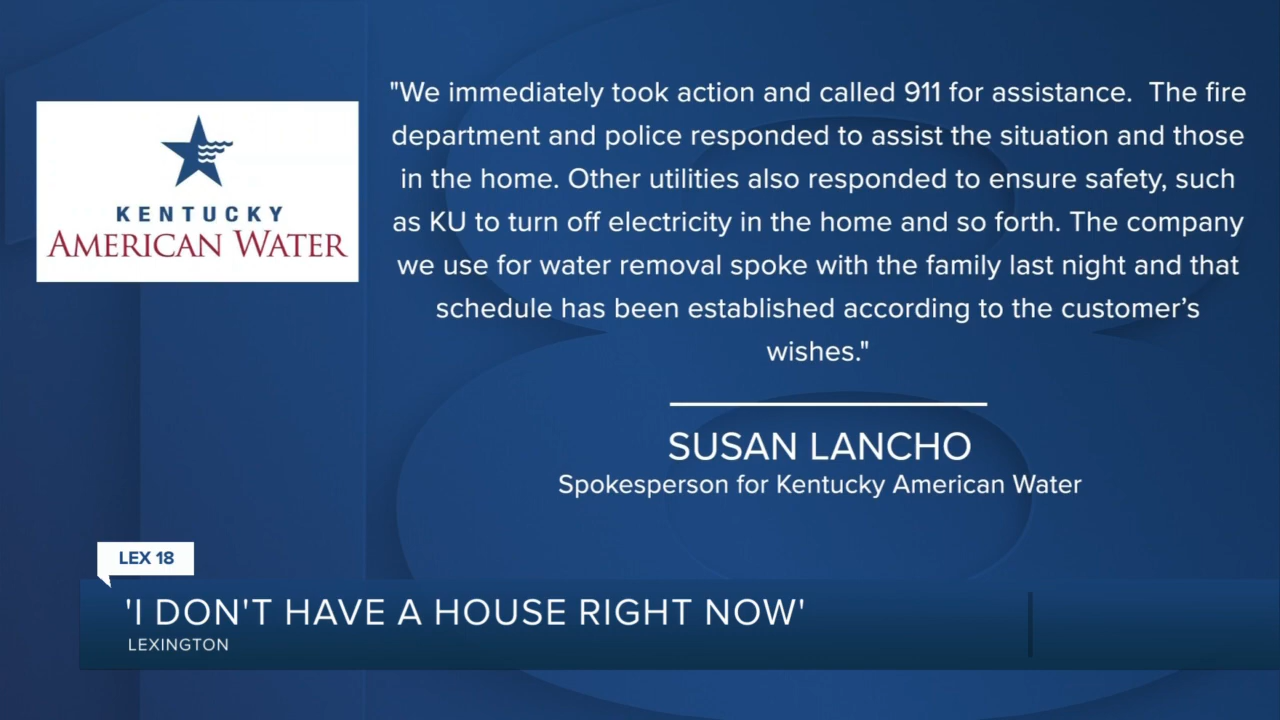 "We immediately took action and called 911 for assistance.  The fire
department and police responded to assist the situation and those
in the home. Other utilities also responded to ensure safety, such
as KU to turn off electricity in the home and so forth. The company
we use for water removal spoke with the family last night and that
schedule has been established according to the customer’s
wishes."
KENTUCKY
AMERICAN WATER
SUSAN LANCHO
Spokesperson for Kentucky American Water
LEX 18
'I DON'T HAVE A HOUSE RIGHT NOW'
LEXINGTON